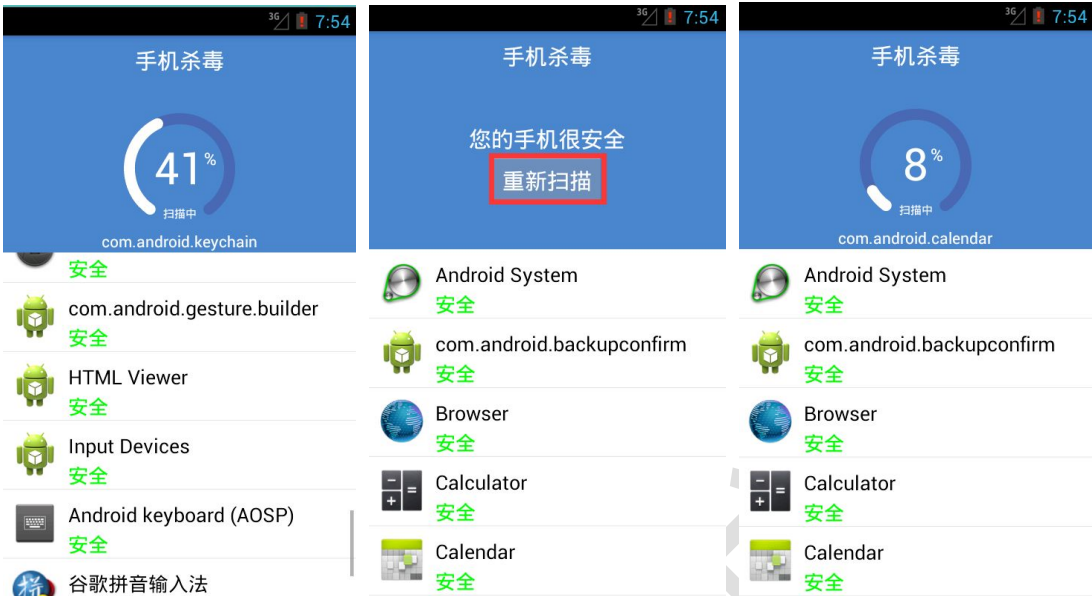 3G 7:54
手机杀毒
41%
扫描中
com.android.keychain
安全
com.android.gesture.builder
安全
HTML Viewer
安全
Input Devices
安全
Android keyboard (AOSP)
安全
拼 谷歌拼音输入法
3G 7:54
手机杀毒
您的手机很安全
重新扫描
Android System
安全
com.android.backupconfirm
安全
Browser
安全
Calculator
安全
Calendar
安全
3G 7:54
手机杀毒
8%
扫描中
com.android.calendar
Android System
安全
com.android.backupconfirm
安全
Browser
安全
Calculator
安全
Calendar
安全